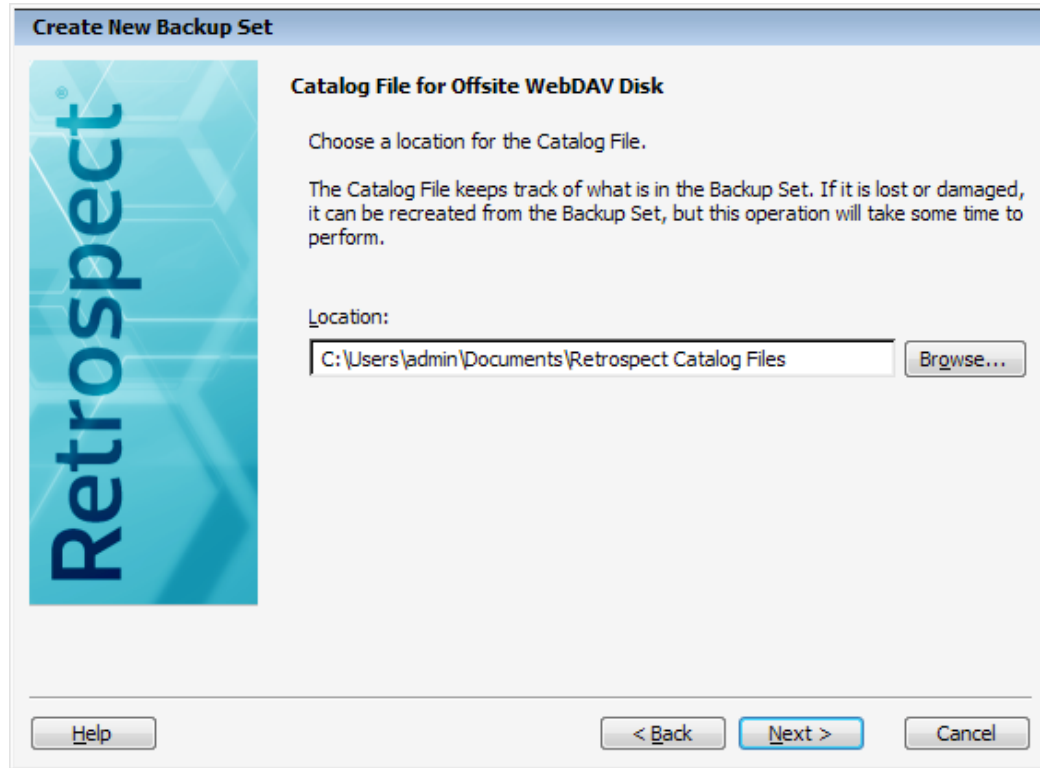 Create New Backup Set
Retrospect®
Catalog File for Offsite WebDAV Disk
Choose a location for the Catalog File.
The Catalog File keeps track of what is in the Backup Set. If it is lost or damaged,
it can be recreated from the Backup Set, but this operation will take some time to
perform.
Location:
C:\Users\admin\Documents\Retrospect Catalog Files
Browse...
Help
< Back
Next >
Cancel